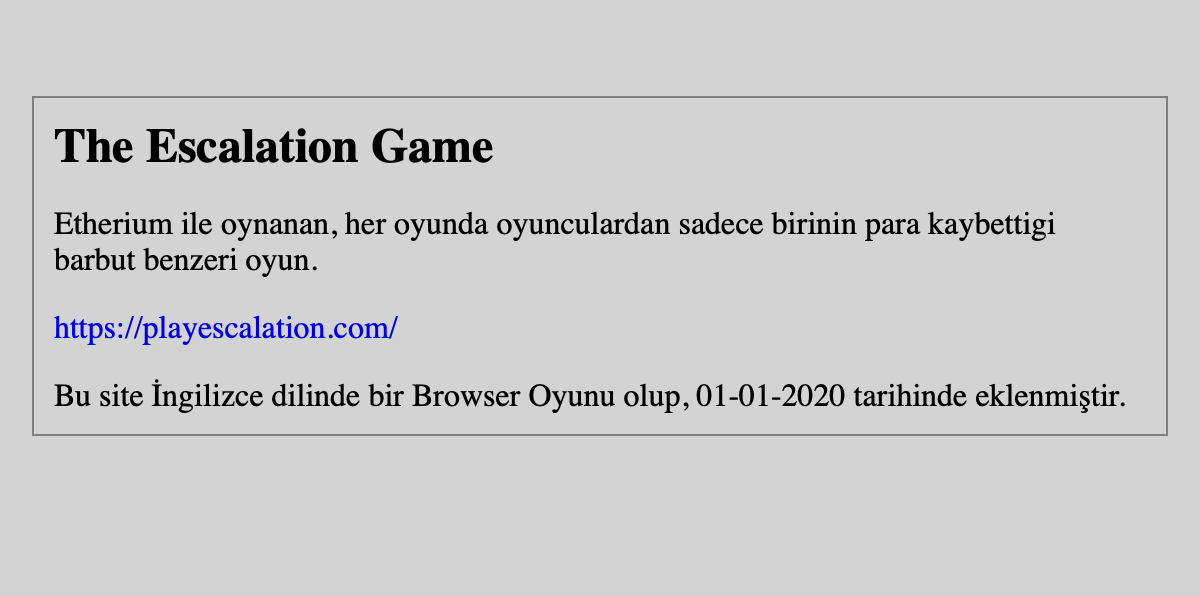 The Escalation Game
Etherium ile oynanan, her oyunda oyunculardan sadece birinin para kaybettigi
barbut benzeri oyun.
https://playescalation.com/
Bu site İngilizce dilinde bir Browser Oyunu olup, 01-01-2020 tarihinde eklenmiştir.